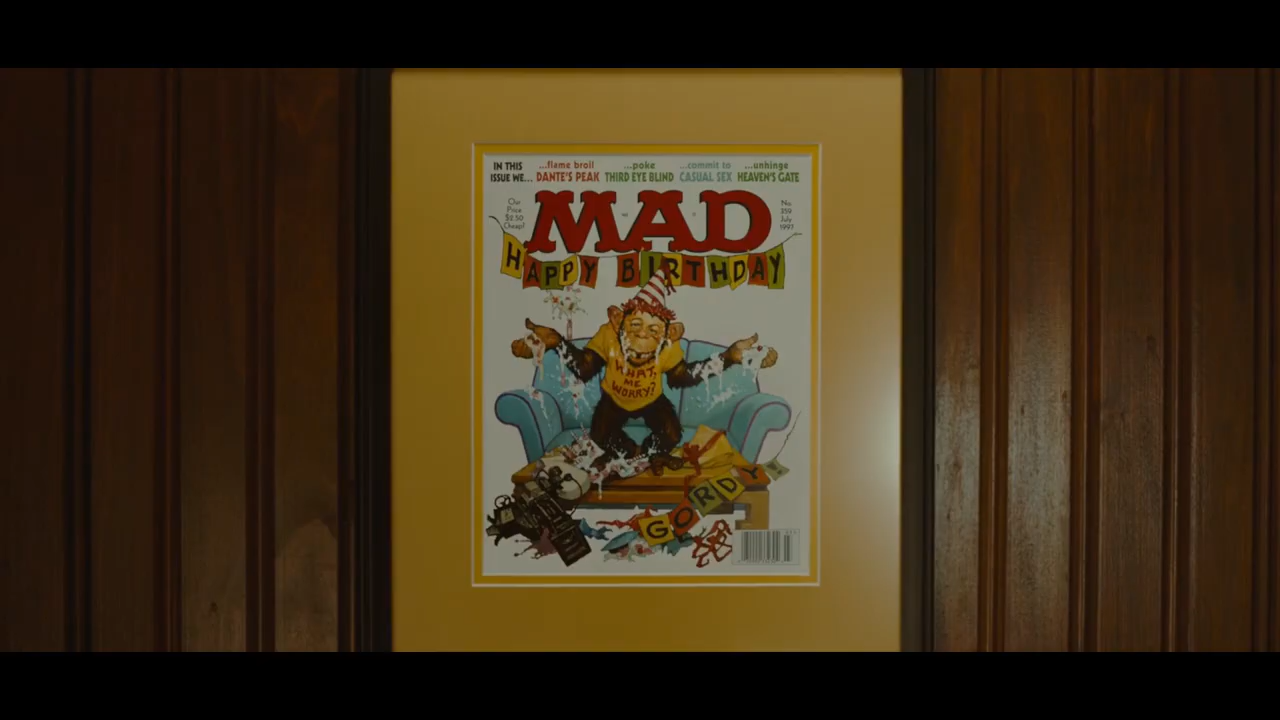 IN THIS
ISSUE WE...
...flame broil
DANTE'S PEAK
...poke
THIRD EYE BLIND
...commit to
CASUAL SEX
...unhinge
HEAVEN'S GATE
Our
Price
$2.50
Cheap!
MAD
No.
359
July
1997
HAPPY BIRTHDAY
WHAT,
ME
WORRY?
GORDY